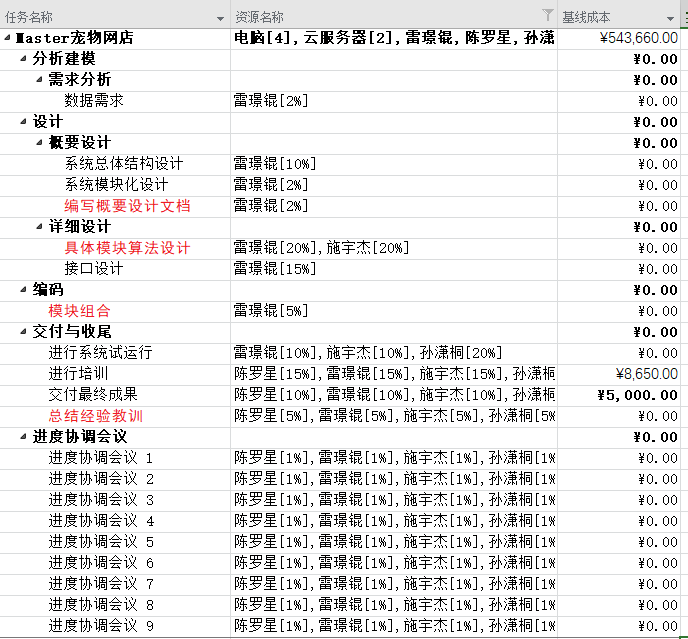 任务名称 资源名称 基线成本
Master宠物网店 电脑[4],云服务器[2],雷璟锟,陈罗星,孙潇 ¥543,660.00
分析建模 ¥0.00
需求分析 ¥0.00
数据需求 雷璟锟[2%] ¥0.00
设计 ¥0.00
概要设计 ¥0.00
系统总体结构设计 雷璟锟[10%] ¥0.00
系统模块化设计 雷璟锟[2%] ¥0.00
编写概要设计文档 雷璟锟[2%] ¥0.00
详细设计 ¥0.00
具体模块算法设计 雷璟锟[20%],施宇杰[20%] ¥0.00
接口设计 雷璟锟[15%] ¥0.00
编码 ¥0.00
模块组合 雷璟锟[5%] ¥0.00
交付与收尾 ¥0.00
进行系统试运行 雷璟锟[10%],施宇杰[10%],孙潇桐[20%] ¥0.00
进行培训 陈罗星[15%],雷璟锟[15%],施宇杰[15%],孙潇桐 ¥8,650.00
交付最终成果 陈罗星[10%],雷璟锟[10%],施宇杰[10%],孙潇桐 ¥5,000.00
总结经验教训 陈罗星[5%],雷璟锟[5%],施宇杰[5%],孙潇桐[5% ¥0.00
进度协调会议 ¥0.00
进度协调会议 1 陈罗星[1%],雷璟锟[1%],施宇杰[1%],孙潇桐[1% ¥0.00
进度协调会议 2 陈罗星[1%],雷璟锟[1%],施宇杰[1%],孙潇桐[1% ¥0.00
进度协调会议 3 陈罗星[1%],雷璟锟[1%],施宇杰[1%],孙潇桐[1% ¥0.00
进度协调会议 4 陈罗星[1%],雷璟锟[1%],施宇杰[1%],孙潇桐[1% ¥0.00
进度协调会议 5 陈罗星[1%],雷璟锟[1%],施宇杰[1%],孙潇桐[1% ¥0.00
进度协调会议 6 陈罗星[1%],雷璟锟[1%],施宇杰[1%],孙潇桐[1% ¥0.00
进度协调会议 7 陈罗星[1%],雷璟锟[1%],施宇杰[1%],孙潇桐[1% ¥0.00
进度协调会议 8 陈罗星[1%],雷璟锟[1%],施宇杰[1%],孙潇桐[1% ¥0.00
进度协调会议 9 陈罗星[1%],雷璟锟[1%],施宇杰[1%],孙潇桐[1% ¥0.00